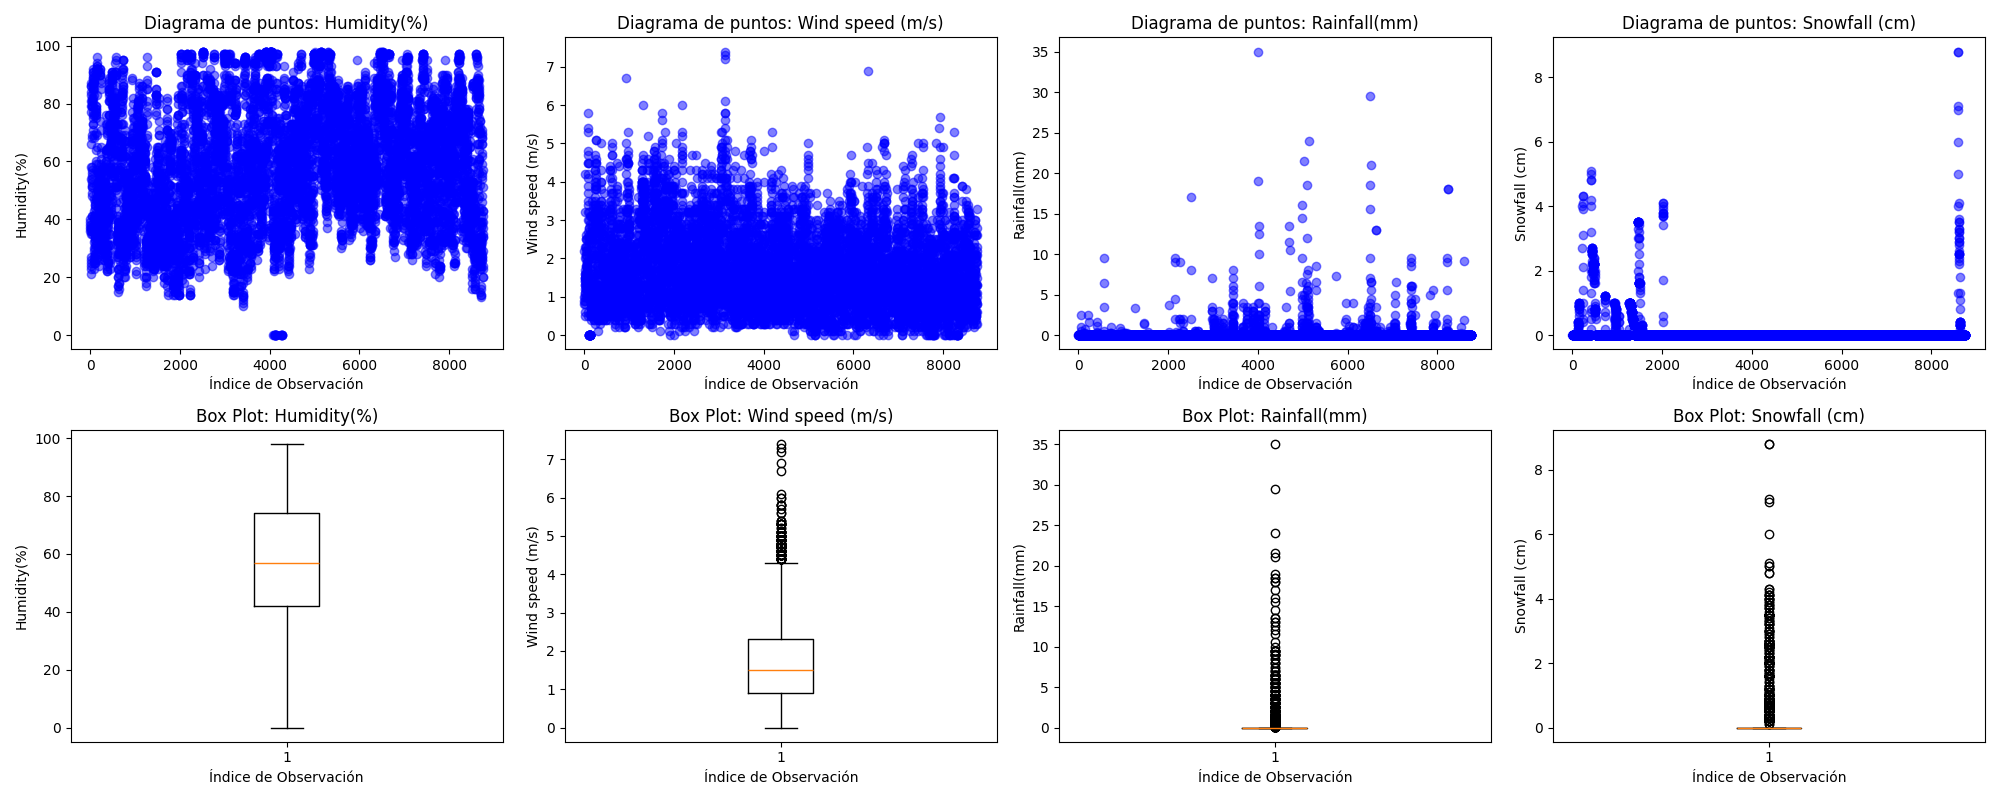 Diagrama de puntos: Humidity(%)
Humidity(%)
100
80
60
40
20
0
0 2000 4000 6000 8000
Índice de Observación
Diagrama de puntos: Wind speed (m/s)
Wind speed (m/s)
7
6
5
4
3
2
1
0
0 2000 4000 6000 8000
Índice de Observación
Diagrama de puntos: Rainfall(mm)
Rainfall(mm)
35
30
25
20
15
10
5
0
0 2000 4000 6000 8000
Índice de Observación
Diagrama de puntos: Snowfall (cm)
Snowfall (cm)
8
6
4
2
0
0 2000 4000 6000 8000
Índice de Observación
Box Plot: Humidity(%)
Humidity(%)
100
80
60
40
20
0
1
Índice de Observación
Box Plot: Wind speed (m/s)
Wind speed (m/s)
7
6
5
4
3
2
1
0
1
Índice de Observación
Box Plot: Rainfall(mm)
Rainfall(mm)
35
30
25
20
15
10
5
0
1
Índice de Observación
Box Plot: Snowfall (cm)
Snowfall (cm)
8
6
4
2
0
1
Índice de Observación